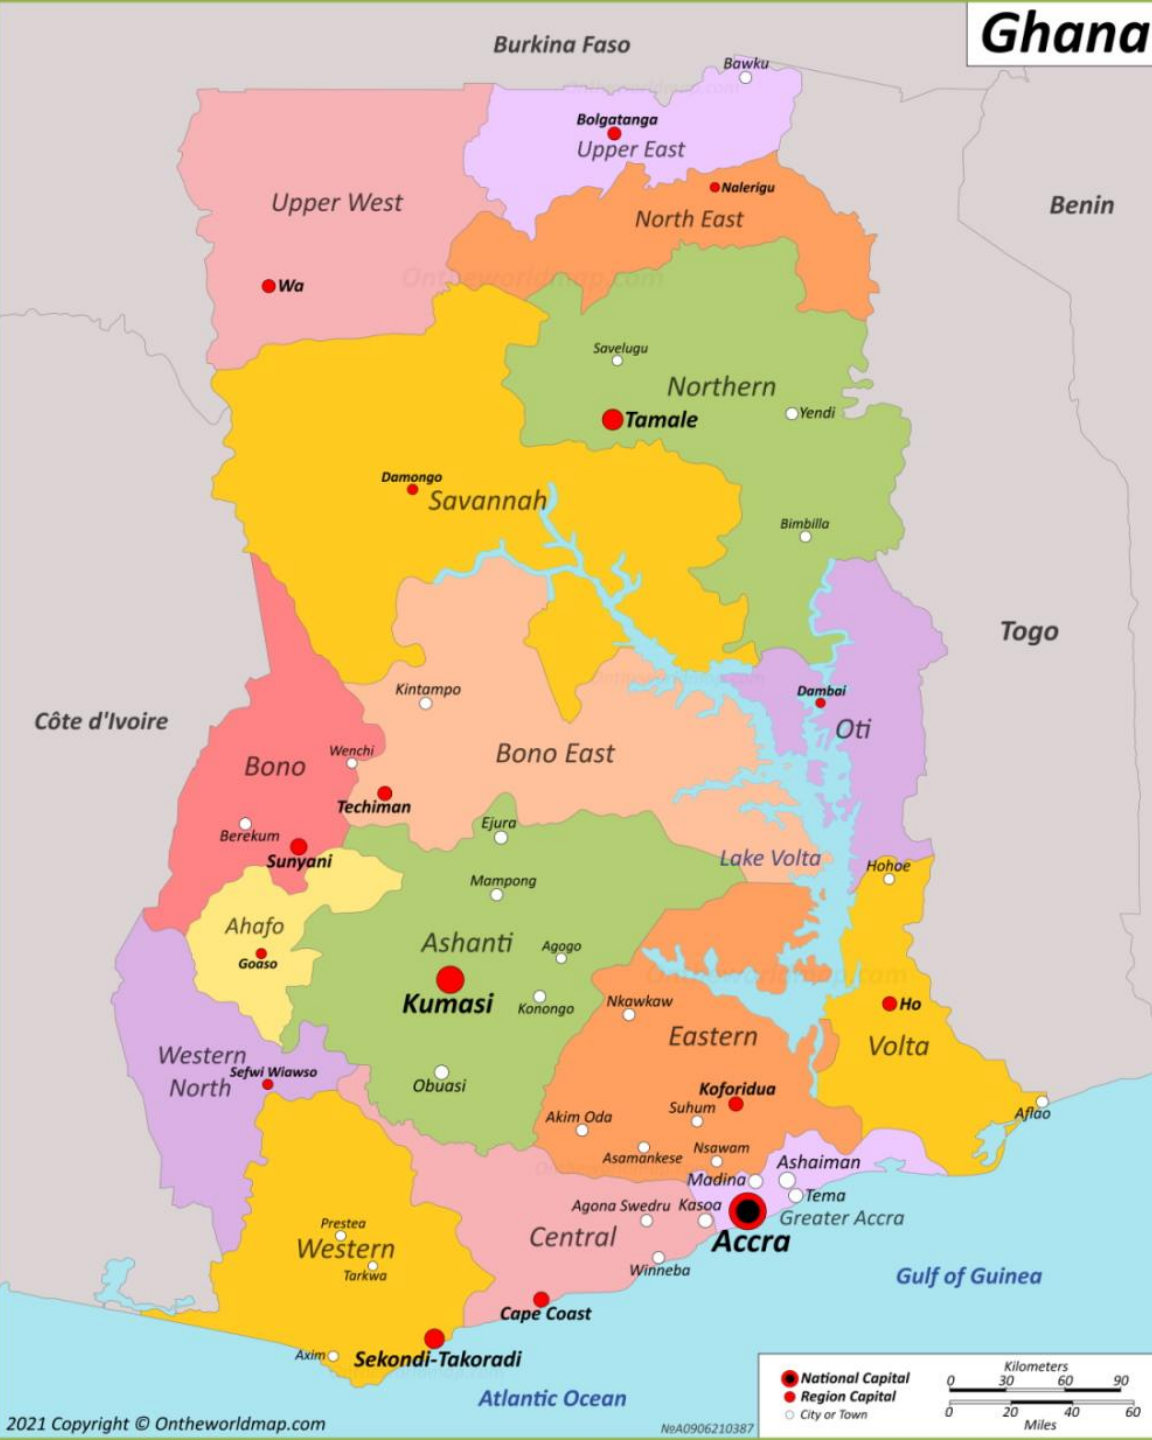 Ghana
Burkina Faso
Bawku
Bolgatanga
Upper East
Nalerigu
North East
Upper West
Benin
Wa
Ontheworldmap.com
Savelugu
Northern
Yendi
Tamale
Damongo
Savannah
Bimbilla
Togo
Kintampo
Dambai
Oti
Côte d'Ivoire
Wenchi
Bono East
Bono
Techiman
Ejura
Berekum
Sunyani
Lake Volta
Hohoe
Mampong
Ahafo
Ashanti
Agogo
Goaso
Ontheworldmap.com
Kumasi
Konongo
Nkawkaw
Ho
Eastern
Volta
Western
North
Sefwi Wiawso
Obuasi
Koforidua
Suhum
Akim Oda
Aflao
Asamankese
Nsawam
Ashaiman
Madina
Tema
Agona Swedru
Kasoa
Greater Accra
Prestea
Western
Central
Accra
Tarkwa
Winneba
Gulf of Guinea
Cape Coast
Axim
Sekondi-Takoradi
Atlantic Ocean
National Capital
Region Capital
City or Town
Kilometers
0 30 60 90
0 20 40 60
Miles
2021 Copyright © Ontheworldmap.com
NeA0906210387